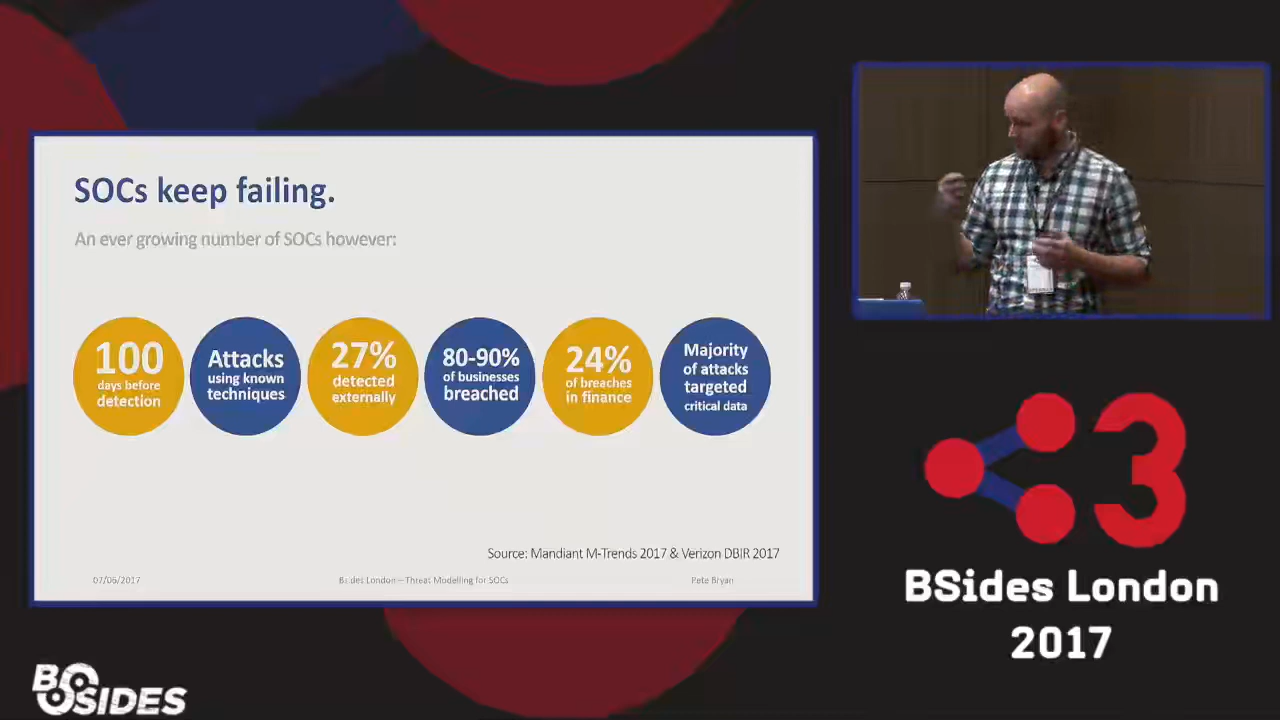 SOCs keep failing.
An ever growing number of SOCs however:
100
days before
detection
Attacks
using known
techniques
27%
detected
externally
80-90%
of businesses
breached
24%
of breaches
in finance
Majority
of attacks
targeted
critical data
Source: Mandiant M-Trends 2017 & Verizon DBIR 2017
07/06/2017
Bsides London – Threat Modelling for SOCs
Pete Bryan
3
BSides London
2017
BSIDES